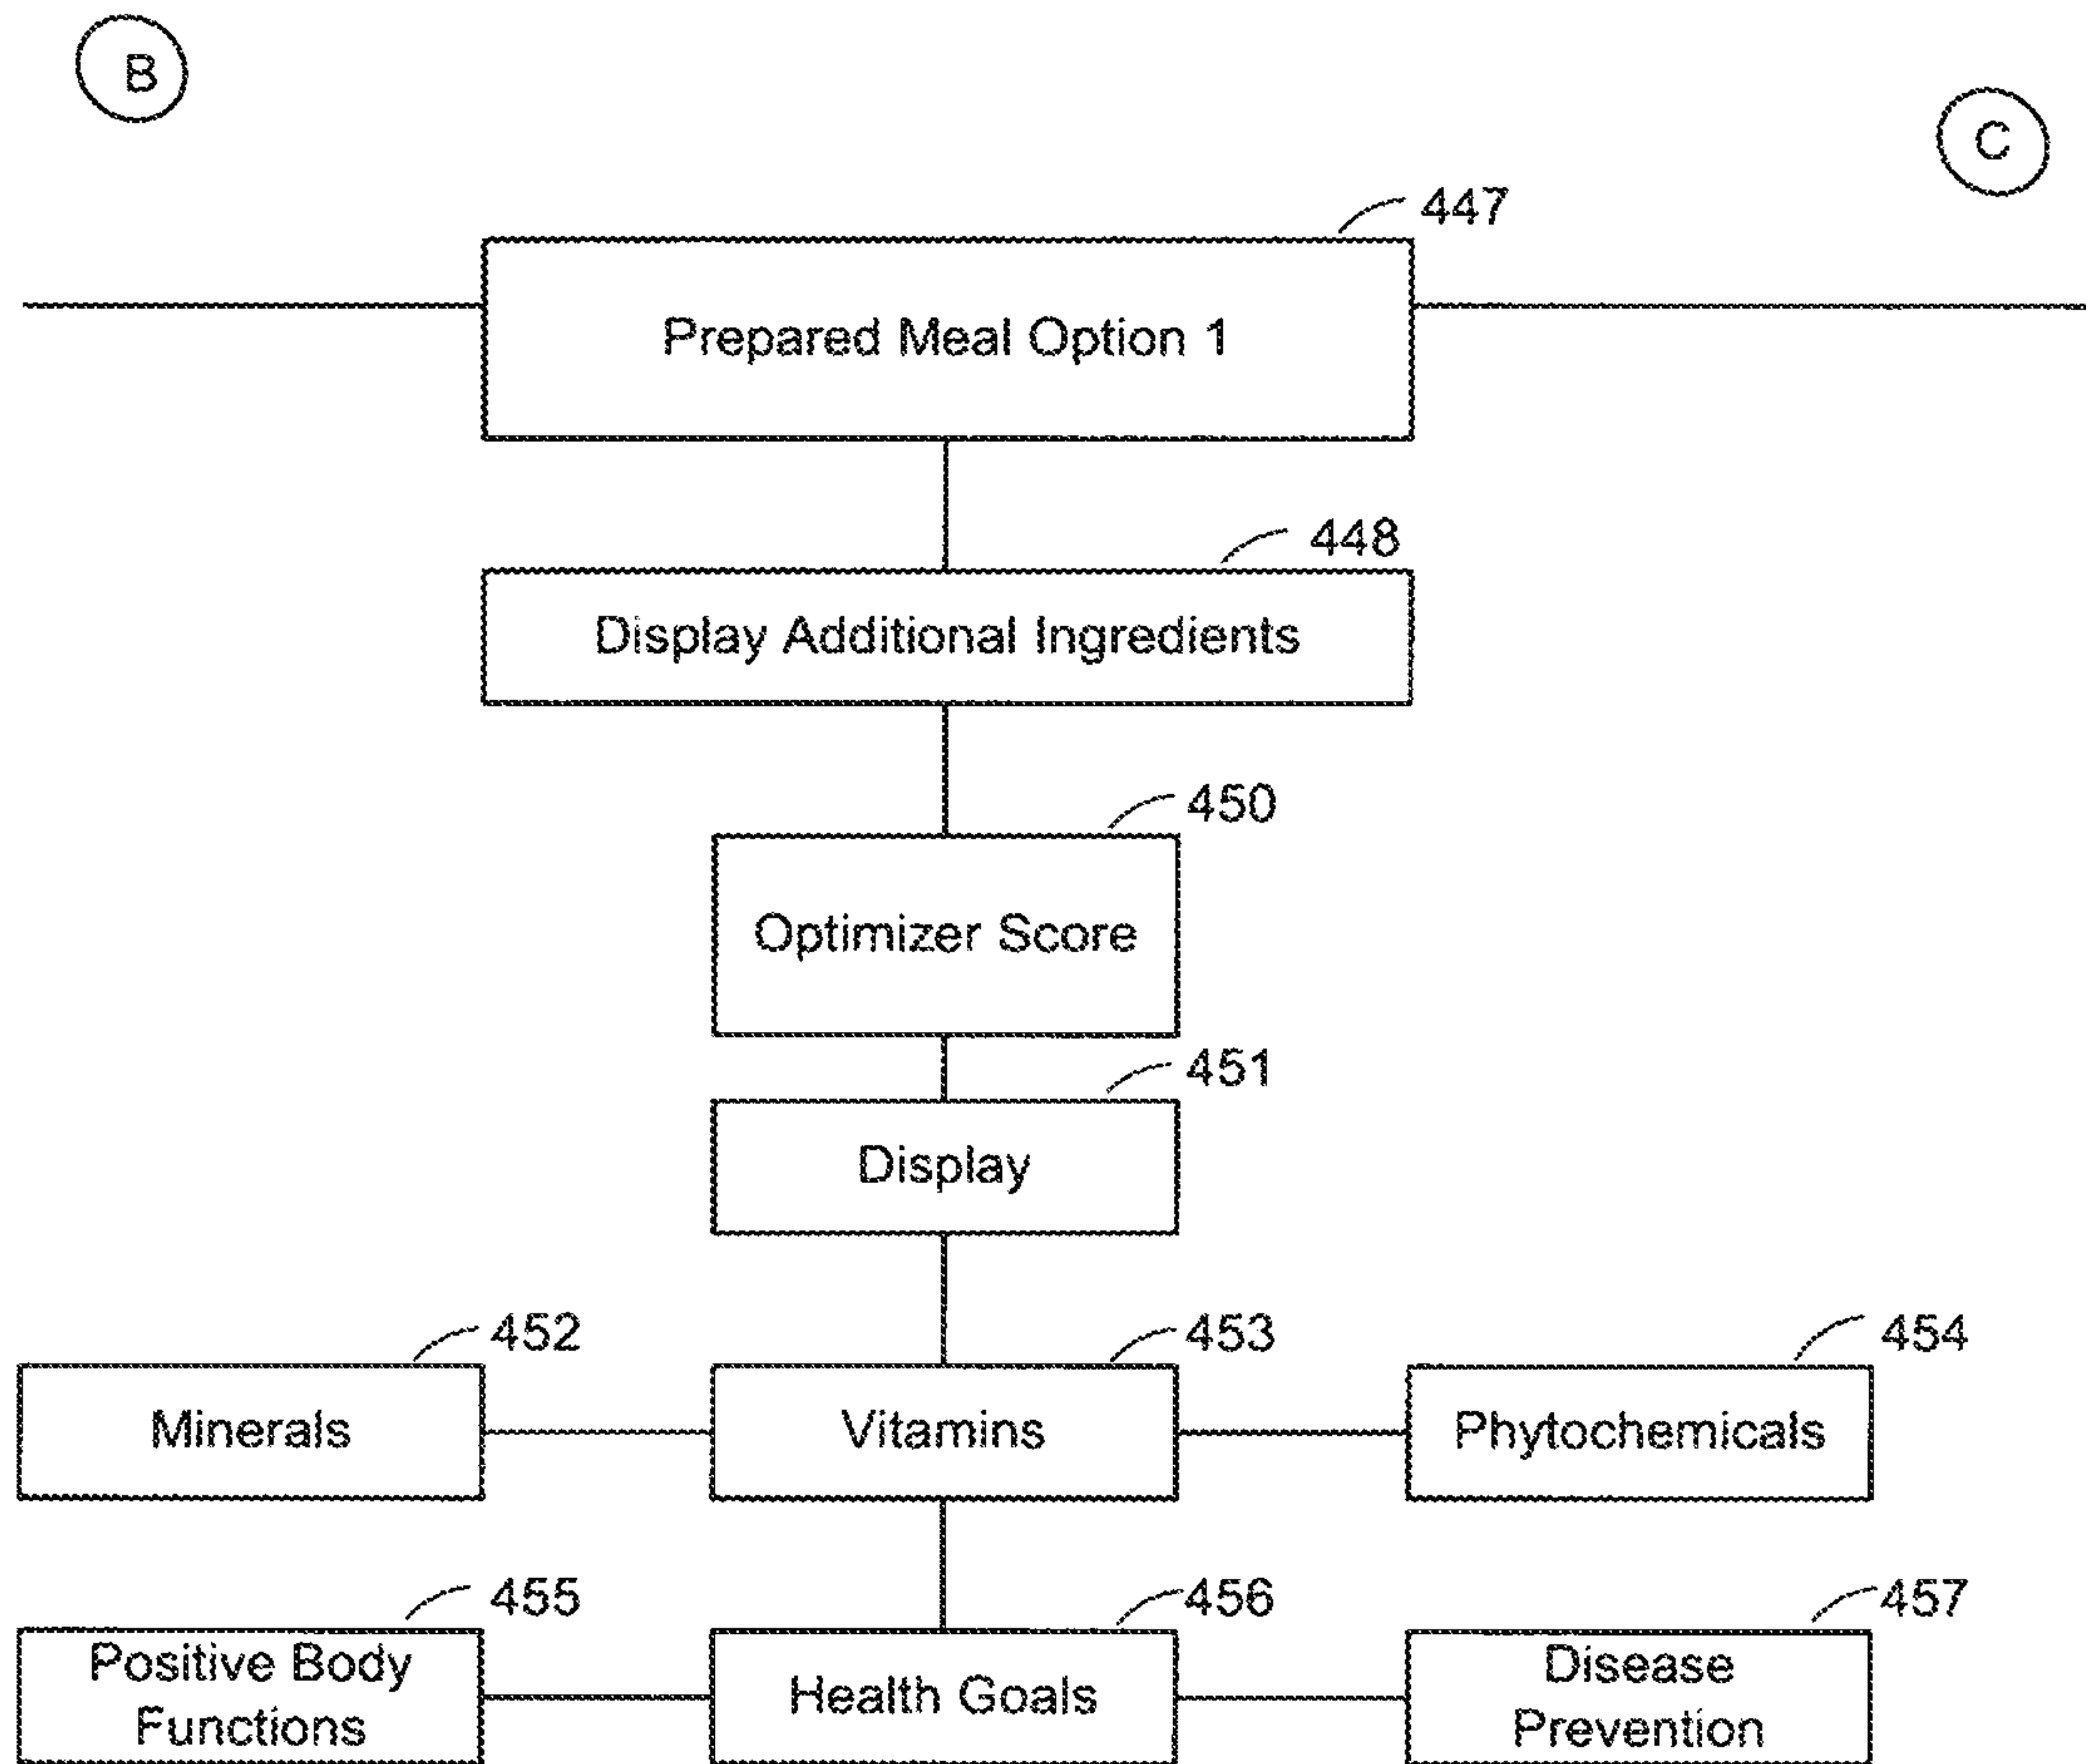 B
C
447
Prepared Meal Option 1
448
Display Additional Ingredients
450
Optimizer Score
451
Display
452
453
454
Minerals
Vitamins
Phytochemicals
455
456
457
Positive Body
Functions
Health Goals
Disease
Prevention